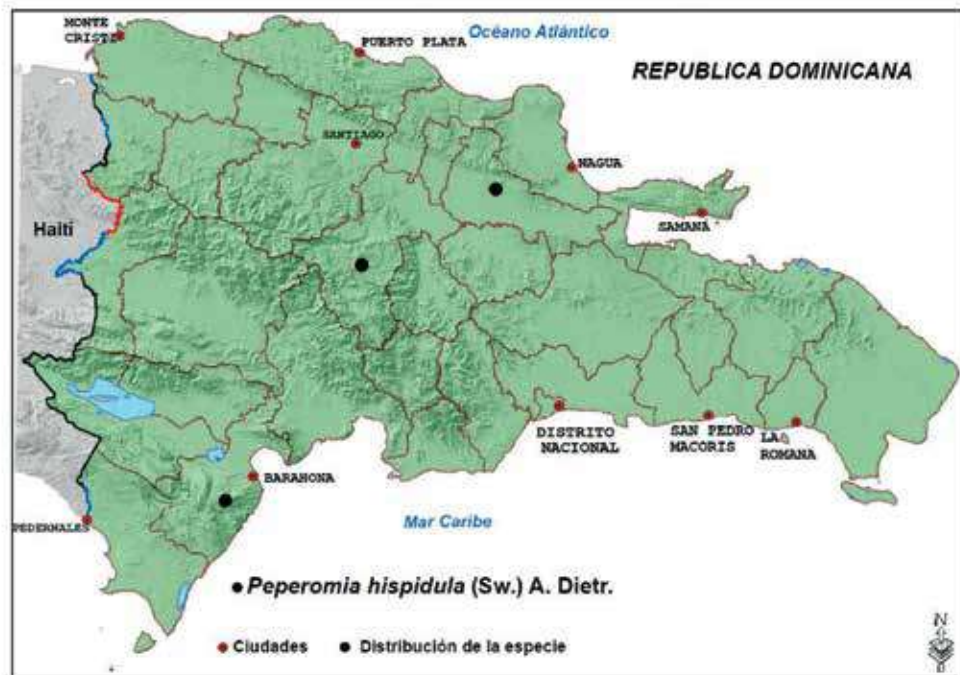 MONTE
CRISTI
PUERTO PLATA
Océano Atlántico
REPUBLICA DOMINICANA
SANTIAGO
NAGUA
SAMANÁ
Haití
DISTRITO
NACIONAL
SAN PEDRO
MACORIS
LA
ROMANA
BARAHONA
PEDERNALES
Mar Caribe
Peperomia hispidula (Sw.) A. Dietr.
Ciudades
Distribución de la especie
N